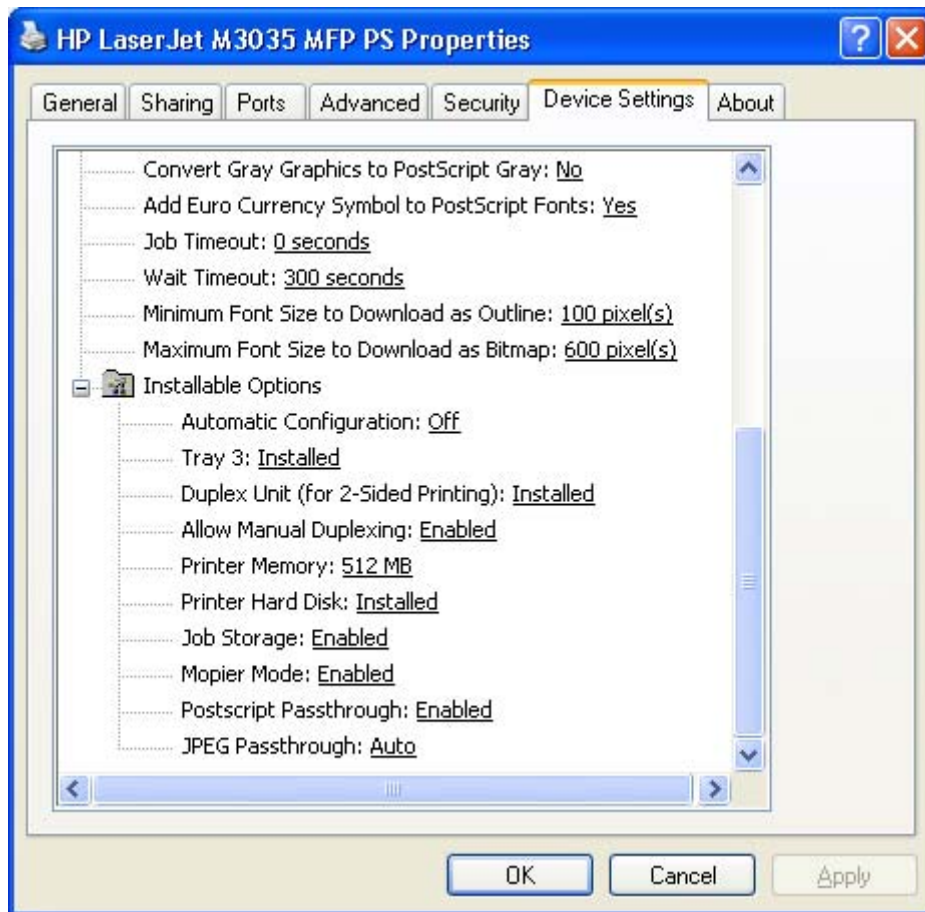 HP LaserJet M3035 MFP PS Properties
General Sharing Ports Advanced Security Device Settings About
Convert Gray Graphics to PostScript Gray: No
Add Euro Currency Symbol to PostScript Fonts: Yes
Job Timeout: 0 seconds
Wait Timeout: 300 seconds
Minimum Font Size to Download as Outline: 100 pixel(s)
Maximum Font Size to Download as Bitmap: 600 pixel(s)
Installable Options
Automatic Configuration: Off
Tray 3: Installed
Duplex Unit (for 2-Sided Printing): Installed
Allow Manual Duplexing: Enabled
Printer Memory: 512 MB
Printer Hard Disk: Installed
Job Storage: Enabled
Mopier Mode: Enabled
Postscript Passthrough: Enabled
JPEG Passthrough: Auto
OK Cancel Apply